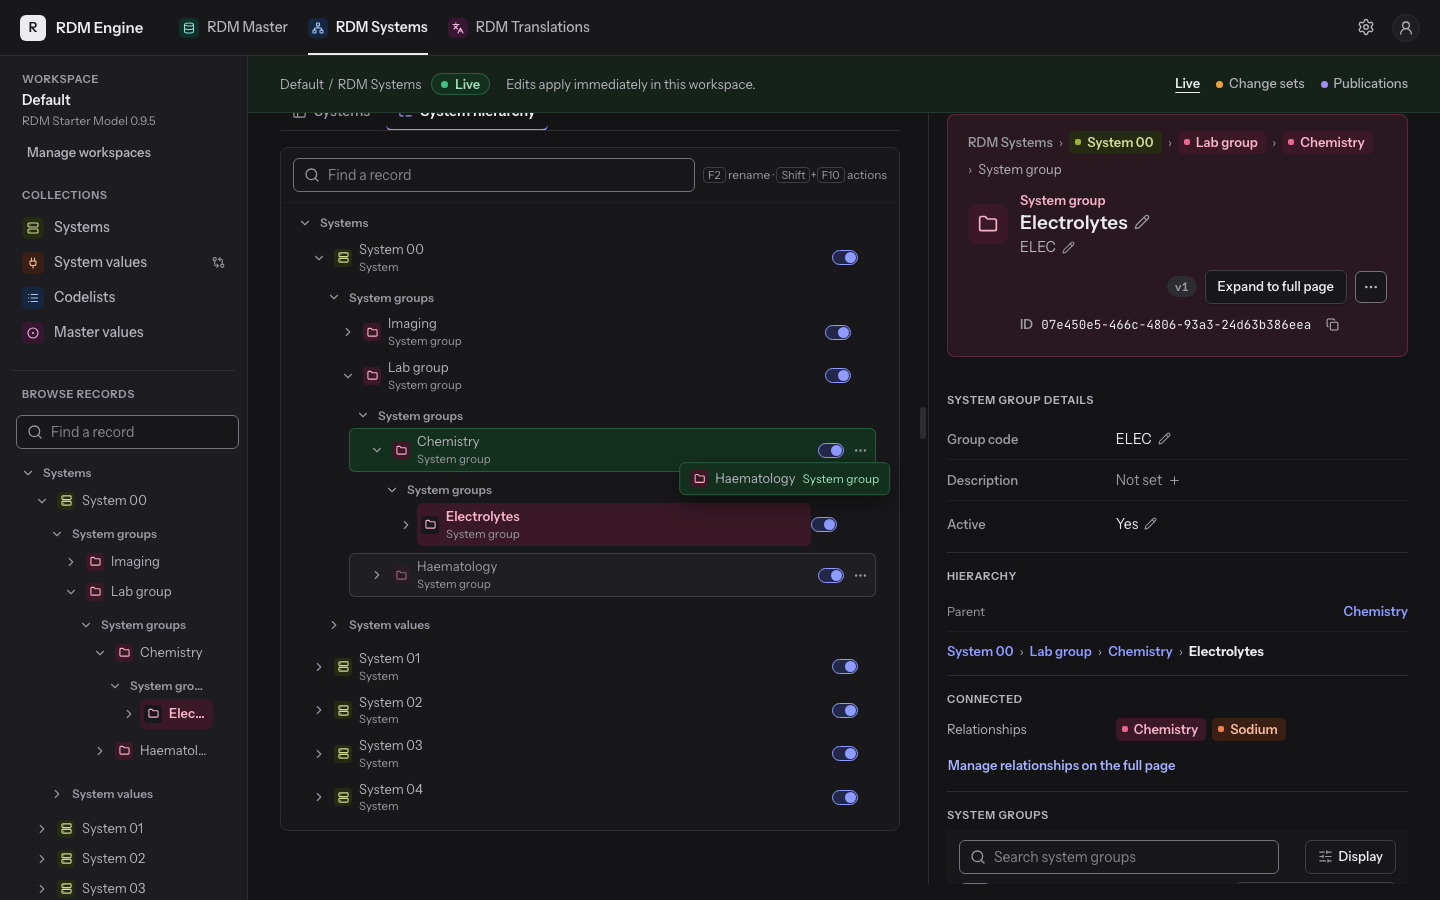 R RDM Engine RDM Master RDM Systems RDM Translations
WORKSPACE
Default
RDM Starter Model 0.9.5
Manage workspaces
COLLECTIONS
Systems
System values
Codelists
Master values
BROWSE RECORDS
Find a record
Systems
System 00
System groups
Imaging
Lab group
System groups
Chemistry
System gro...
Elec...
Haematol...
System values
System 01
System 02
System 03
Default / RDM Systems Live Edits apply immediately in this workspace. Live Change sets Publications
Systems System hierarchy
Find a record F2 rename · Shift + F10 actions
Systems
System 00
System
System groups
Imaging
System group
Lab group
System group
System groups
Chemistry
System group
Haematology System group
System groups
Electrolytes
System group
Haematology
System group
System values
System 01
System
System 02
System
System 03
System
System 04
System
RDM Systems › System 00 › Lab group › Chemistry
› System group
System group
Electrolytes
ELEC
v1 Expand to full page
ID 07e450e5-466c-4806-93a3-24d63b386eea
SYSTEM GROUP DETAILS
Group code ELEC
Description Not set
Active Yes
HIERARCHY
Parent Chemistry
System 00 › Lab group › Chemistry › Electrolytes
CONNECTED
Relationships Chemistry Sodium
Manage relationships on the full page
SYSTEM GROUPS
Search system groups Display